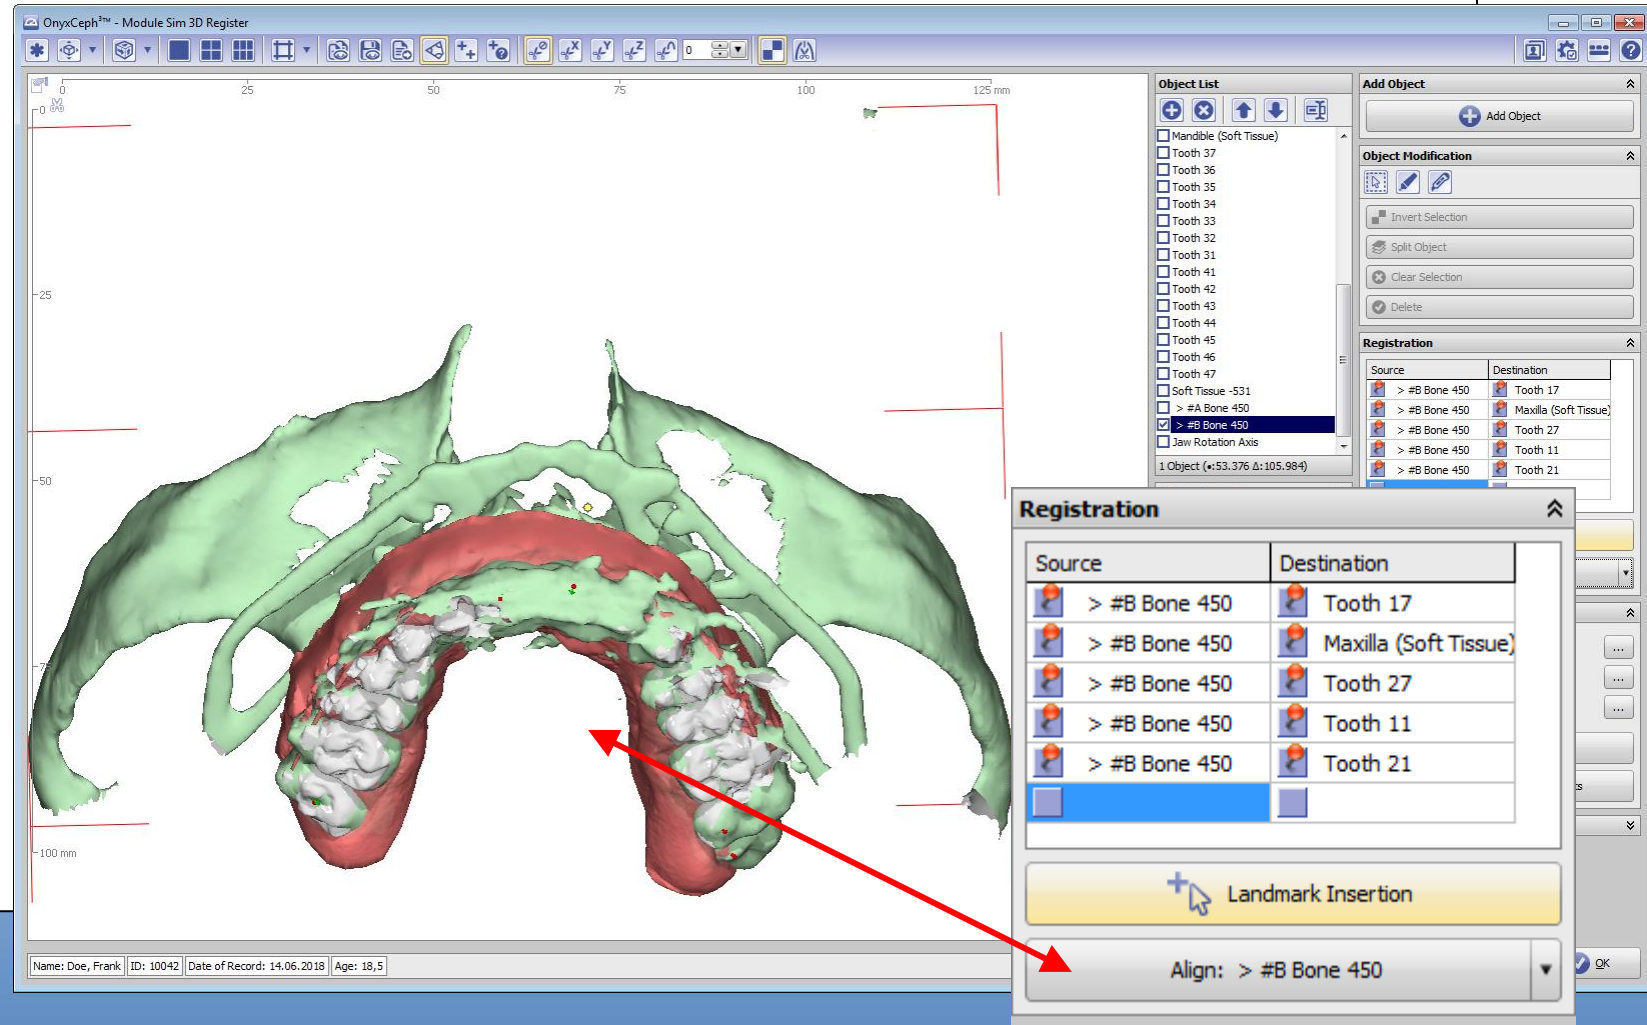 OnyxCeph³™ - Module Sim 3D Register
0
0 25 50 75 100 125 mm
0
25
50
75
100 mm
Object List
Mandible (Soft Tissue)
Tooth 37
Tooth 36
Tooth 35
Tooth 34
Tooth 33
Tooth 32
Tooth 31
Tooth 41
Tooth 42
Tooth 43
Tooth 44
Tooth 45
Tooth 46
Tooth 47
Soft Tissue -531
> #A Bone 450
> #B Bone 450
Jaw Rotation Axis
1 Object (•:53.376 Δ:105.984)
Add Object
Add Object
Object Modification
Invert Selection
Split Object
Clear Selection
Delete
Registration
Source Destination
> #B Bone 450 Tooth 17
> #B Bone 450 Maxilla (Soft Tissue)
> #B Bone 450 Tooth 27
> #B Bone 450 Tooth 11
> #B Bone 450 Tooth 21
Registration
Source Destination
> #B Bone 450 Tooth 17
> #B Bone 450 Maxilla (Soft Tissue)
> #B Bone 450 Tooth 27
> #B Bone 450 Tooth 11
> #B Bone 450 Tooth 21
Landmark Insertion
Align: > #B Bone 450
...
...
...
OK
Name: Doe, Frank ID: 10042 Date of Record: 14.06.2018 Age: 18,5